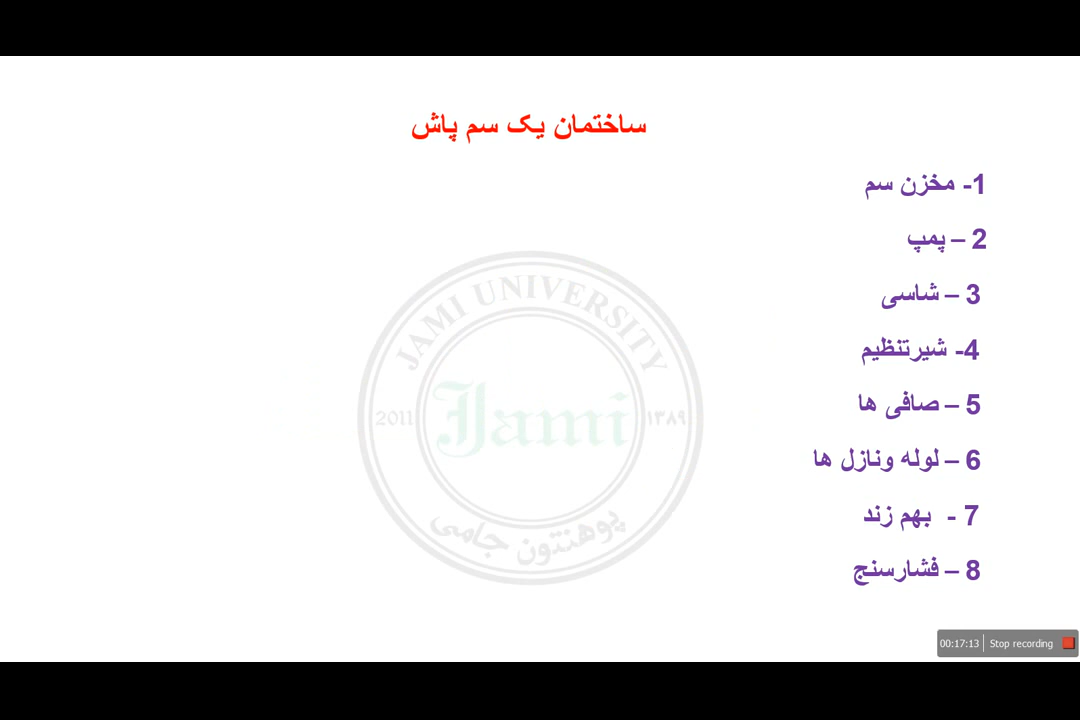 ساختمان یک سم پاش
1- مخزن سم
2 – پمپ
3 – شاسی
4- شیرتنظیم
5 – صافی ها
6 – لوله ونازل ها
7 - بهم زند
8 – فشارسنج
JAMI UNIVERSITY
2011
Jami
۱۳۸۹
پوهنتون جامی
00:17:13 Stop recording